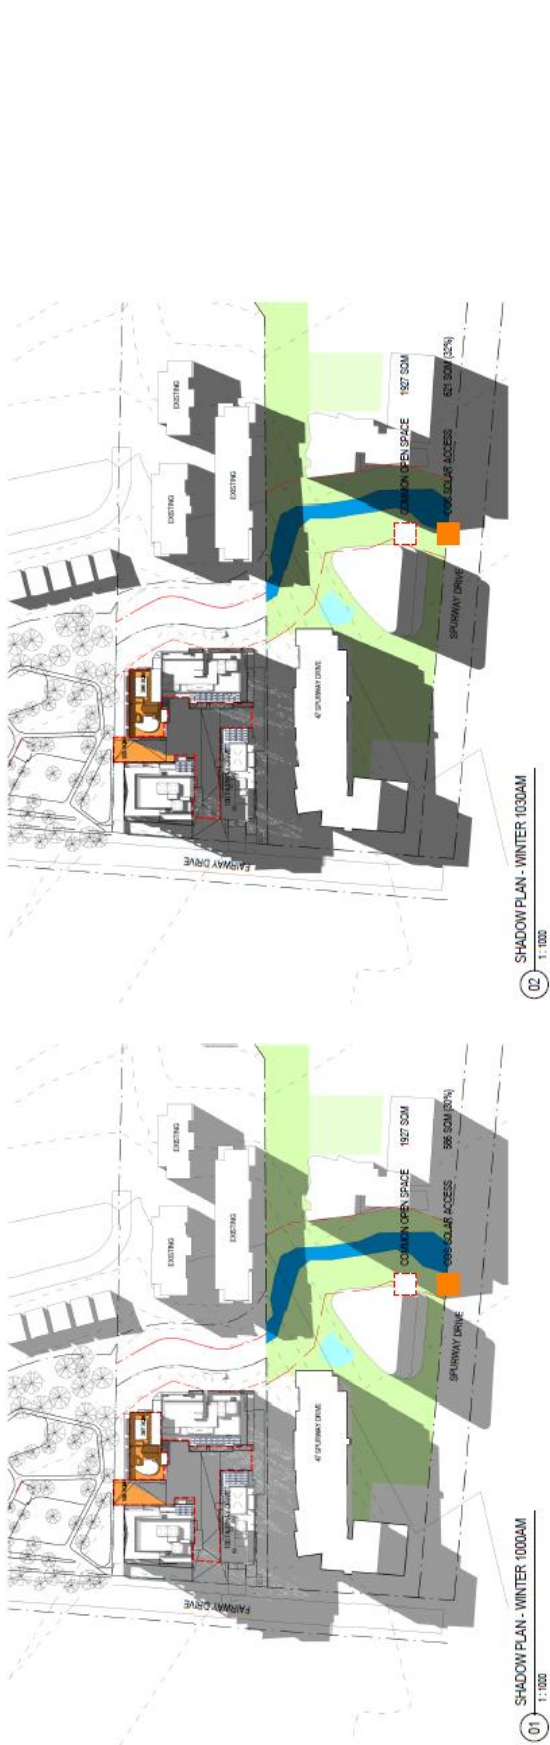 EXISTING
EXISTING
EXISTING
COMMON OPEN SPACE 1927 SQM
COS SOLAR ACCESS 586 SQM (30%)
47 SPURWAY DRIVE
SPURWAY DRIVE
FAIRWAY DRIVE
01
SHADOW PLAN - WINTER 1000AM
1 : 1000
EXISTING
EXISTING
EXISTING
COMMON OPEN SPACE 1927 SQM
COS SOLAR ACCESS 621 SQM (32%)
47 SPURWAY DRIVE
SPURWAY DRIVE
FAIRWAY DRIVE
02
SHADOW PLAN - WINTER 1030AM
1 : 1000